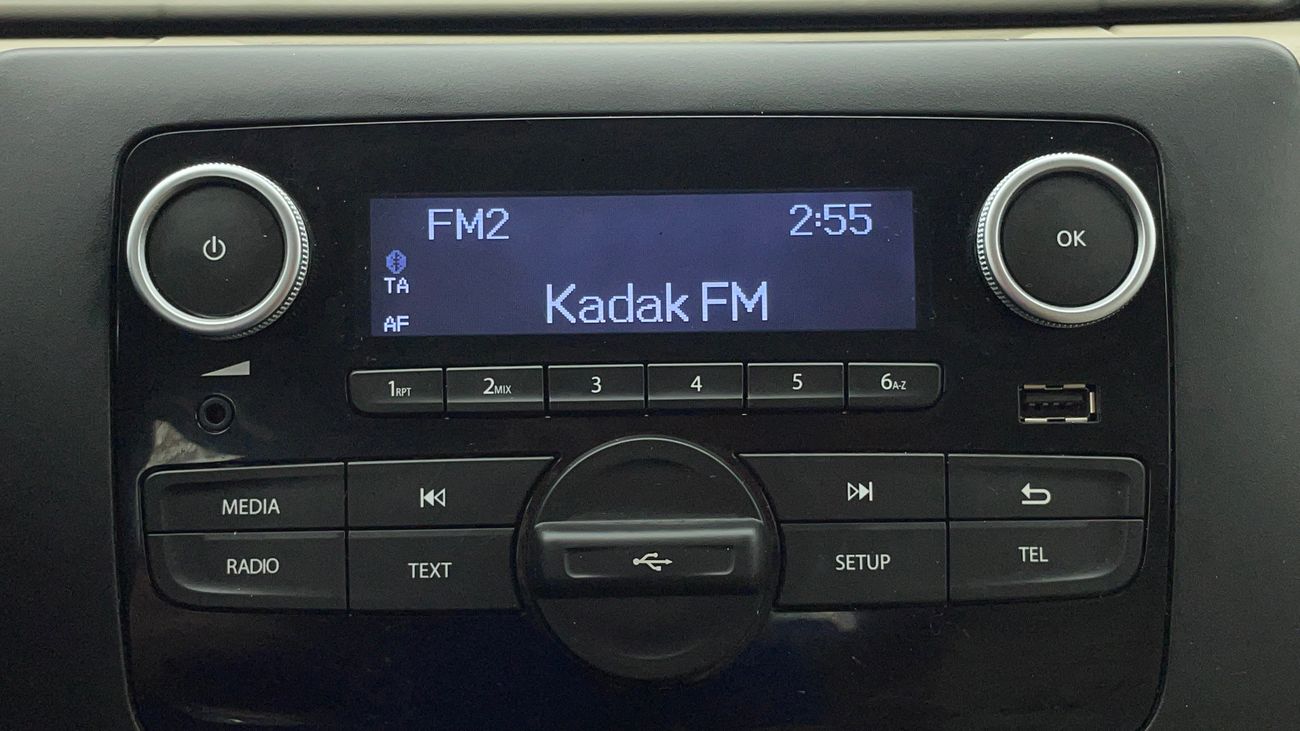 FM2 2:55
TA
AF
Kadak FM
OK
1RPT 2MIX 3 4 5 6A-Z
MEDIA
RADIO TEXT SETUP TEL